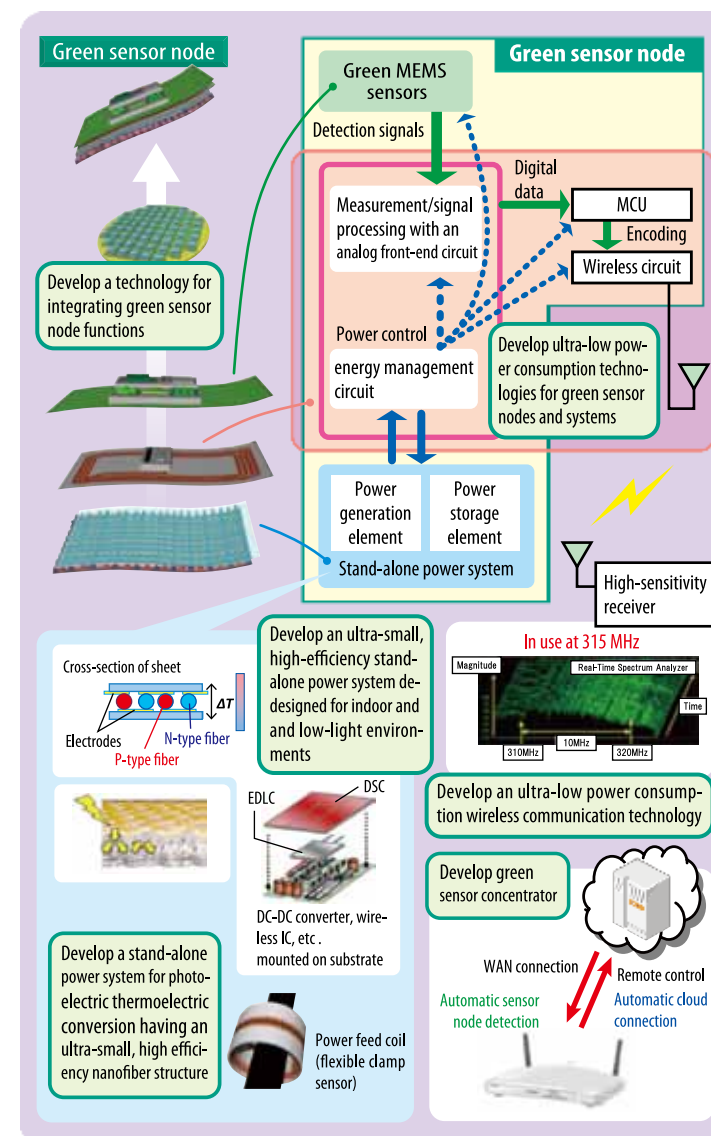 Green sensor node
Green sensor node
Green MEMS
sensors
Detection signals
Digital
data
Measurement/signal
processing with an
analog front-end circuit
MCU
Encoding
Wireless circuit
Develop a technology for
integrating green sensor
node functions
Power control
energy management
circuit
Develop ultra-low pow-
er consumption techno-
logies for green sensor
nodes and systems
Power
generation
element
Power
storage
element
Stand-alone power system
High-sensitivity
receiver
Cross-section of sheet
ΔT
Electrodes
N-type fiber
P-type fiber
Develop an ultra-small,
high-efficiency stand-
alone power system de-
designed for indoor and
and low-light environ-
ments
In use at 315 MHz
Magnitude
Real-Time Spectrum Analyzer
Time
310MHz
10MHz
320MHz
Develop an ultra-low power consump-
tion wireless communication technology
DSC
EDLC
DC-DC converter, wire-
less IC, etc .
mounted on substrate
Develop a stand-alone
power system for photo-
electric thermoelectric
conversion having an
ultra-small, high effici-
ency nanofiber structure
Power feed coil
(flexible clamp
sensor)
Develop green
sensor concentrator
WAN connection
Remote control
Automatic sensor
node detection
Automatic cloud
connection